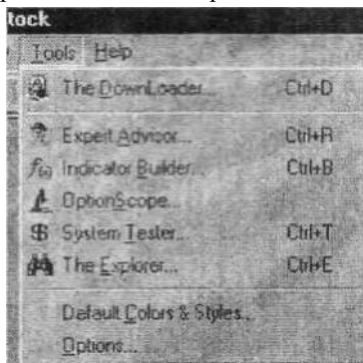 tock
Tools Help
The DownLoader... Ctrl+D
Expert Advisor... Ctrl+R
f(x) Indicator Builder... Ctrl+B
OptionScope...
System Tester... Ctrl+T
The Explorer... Ctrl+E
Default Colors & Styles...
Options...